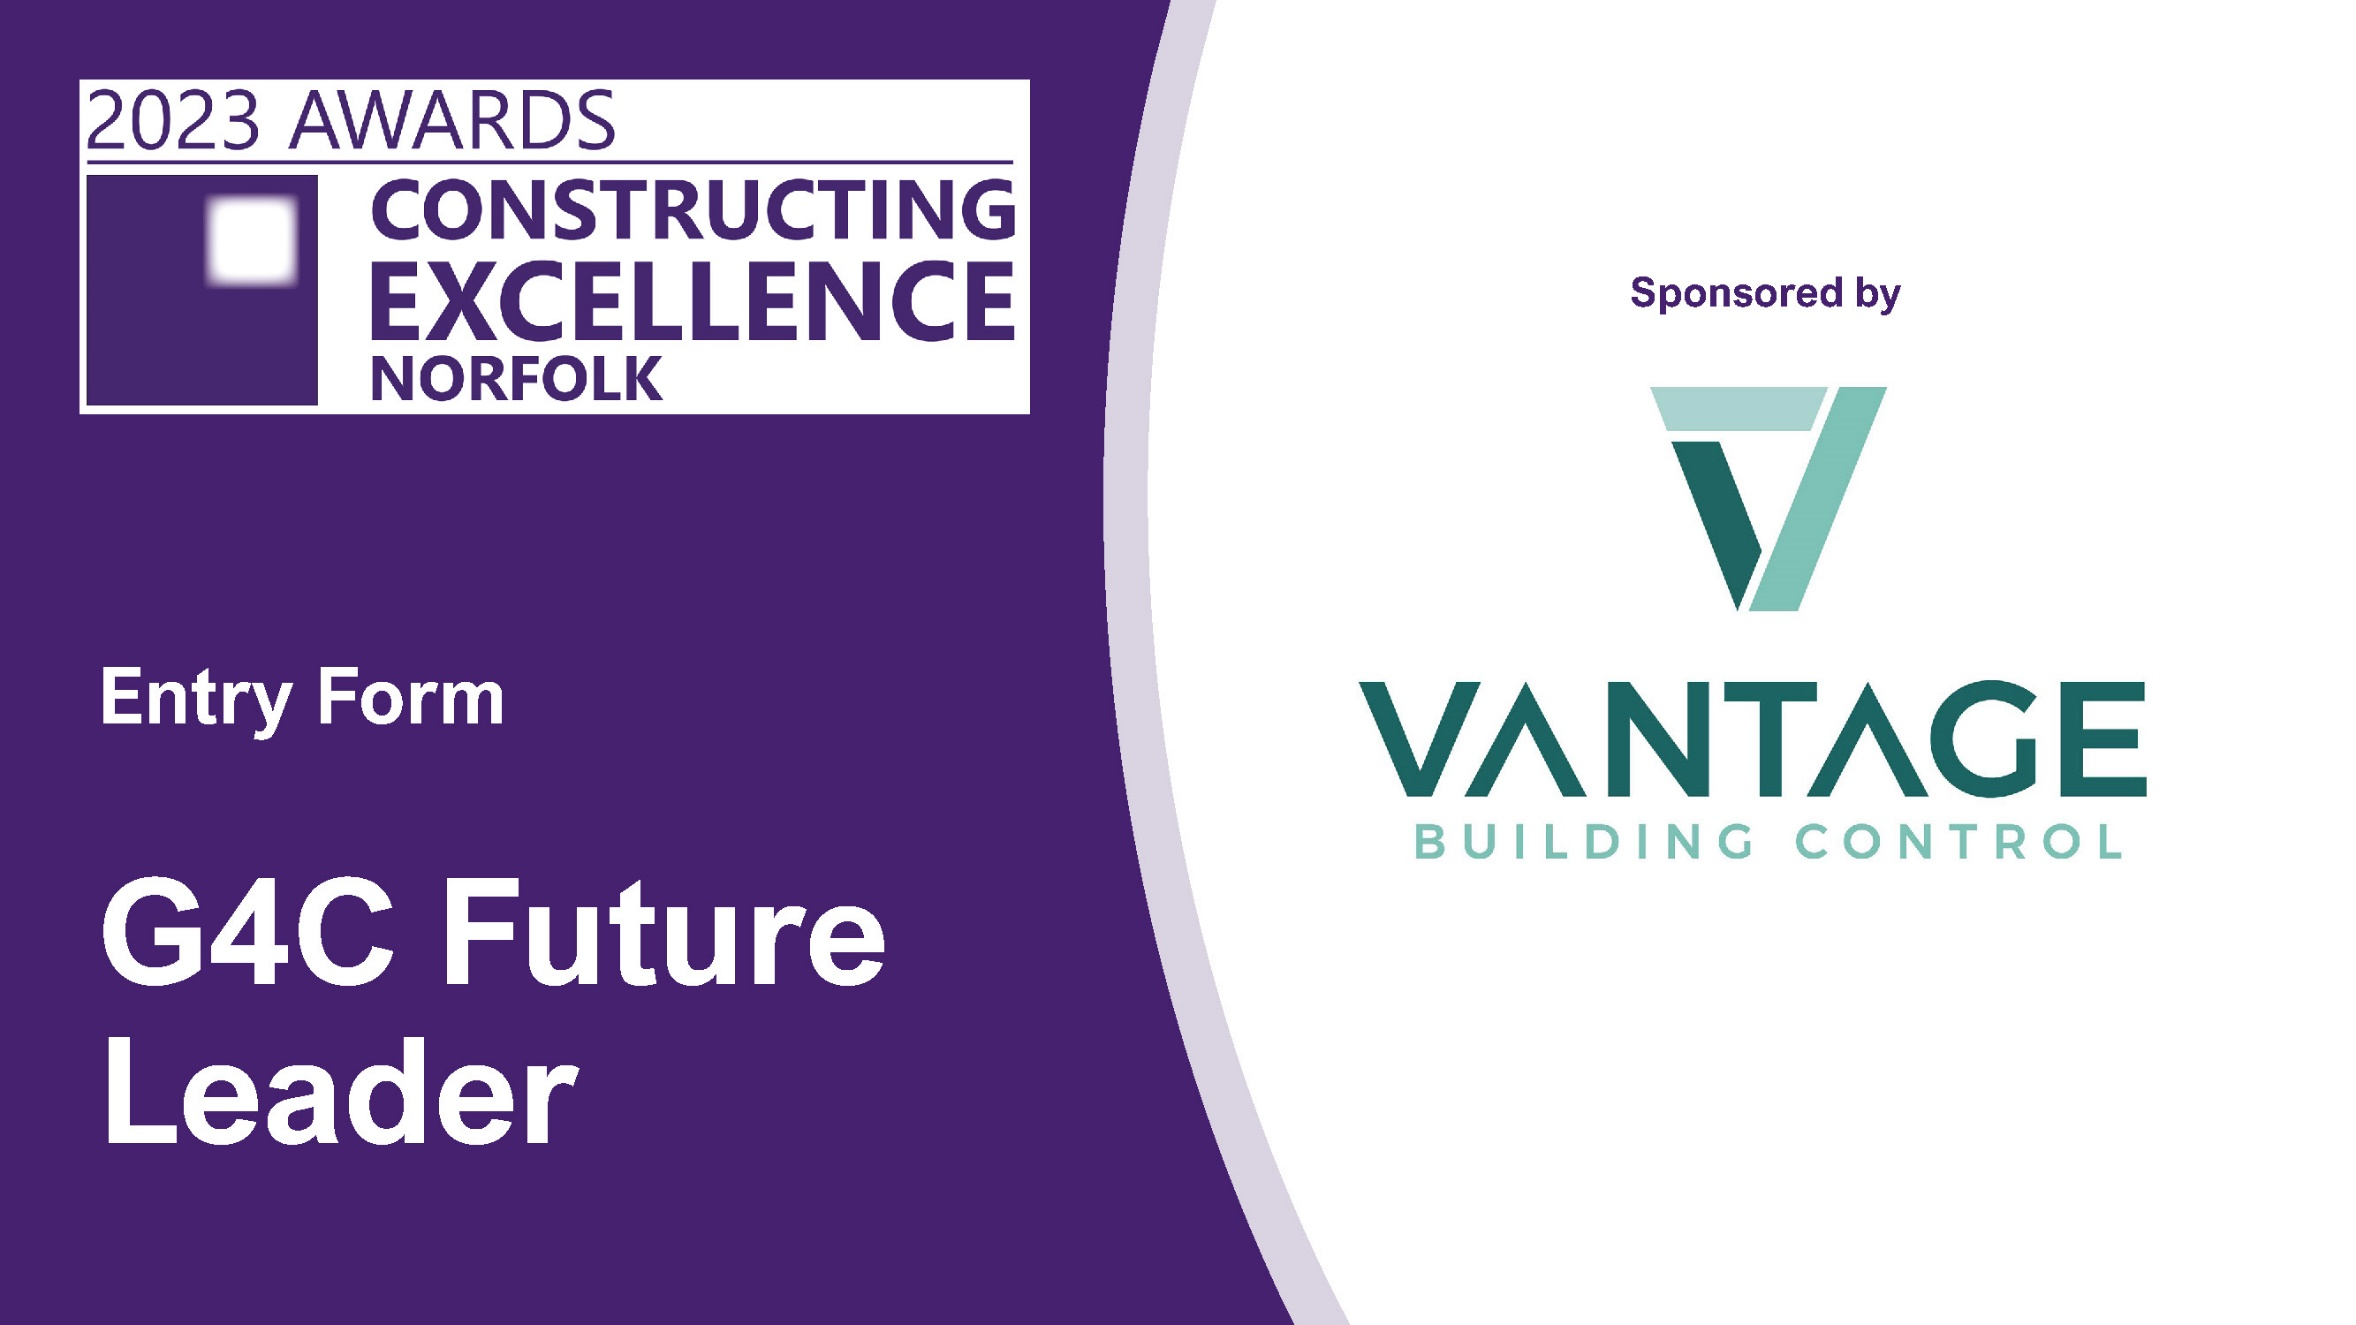 2023 AWARDS
CONSTRUCTING
EXCELLENCE
NORFOLK
Entry Form
G4C Future
Leader
Sponsored by
VANTAGE
BUILDING CONTROL